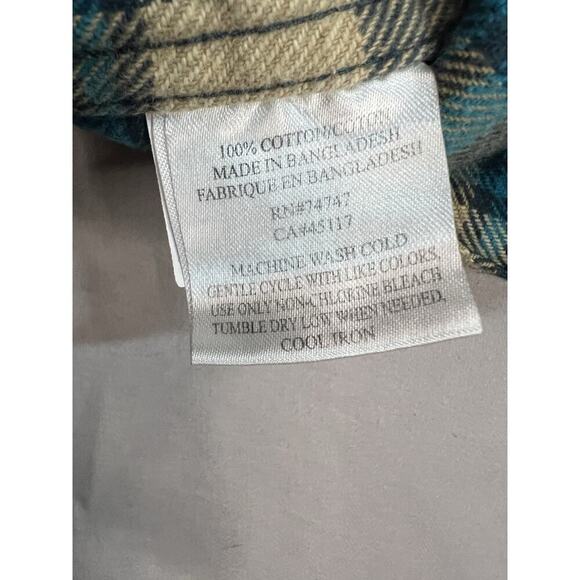 100% COTTON/COTON
MADE IN BANGLADESH
FABRIQUE EN BANGLADESH
RN#74747
CA#45117
MACHINE WASH COLD
GENTLE CYCLE WITH LIKE COLORS,
USE ONLY NON-CHLORINE BLEACH
TUMBLE DRY LOW WHEN NEEDED.
COOL IRON